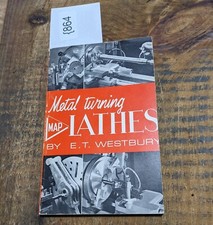 1864
Metal turning
MAP
LATHES
BY E.T. WESTBURY